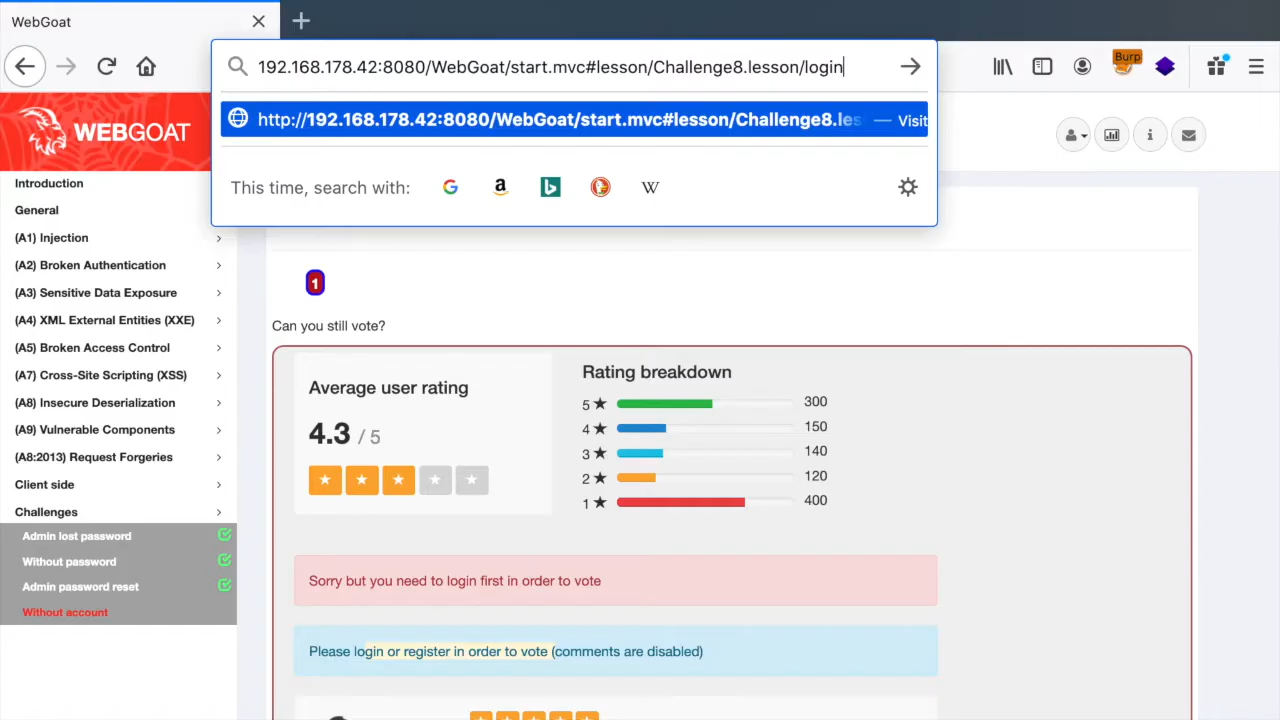 WebGoat
192.168.178.42:8080/WebGoat/start.mvc#lesson/Challenge8.lesson/login
Burp
http://192.168.178.42:8080/WebGoat/start.mvc#lesson/Challenge8.les — Visit
This time, search with:
WEBGOAT
Introduction
General
(A1) Injection
(A2) Broken Authentication
(A3) Sensitive Data Exposure
(A4) XML External Entities (XXE)
(A5) Broken Access Control
(A7) Cross-Site Scripting (XSS)
(A8) Insecure Deserialization
(A9) Vulnerable Components
(A8:2013) Request Forgeries
Client side
Challenges
Admin lost password
Without password
Admin password reset
Without account
1
Can you still vote?
Average user rating
4.3 / 5
Rating breakdown
5 ★ 300
4 ★ 150
3 ★ 140
2 ★ 120
1 ★ 400
Sorry but you need to login first in order to vote
Please login or register in order to vote (comments are disabled)